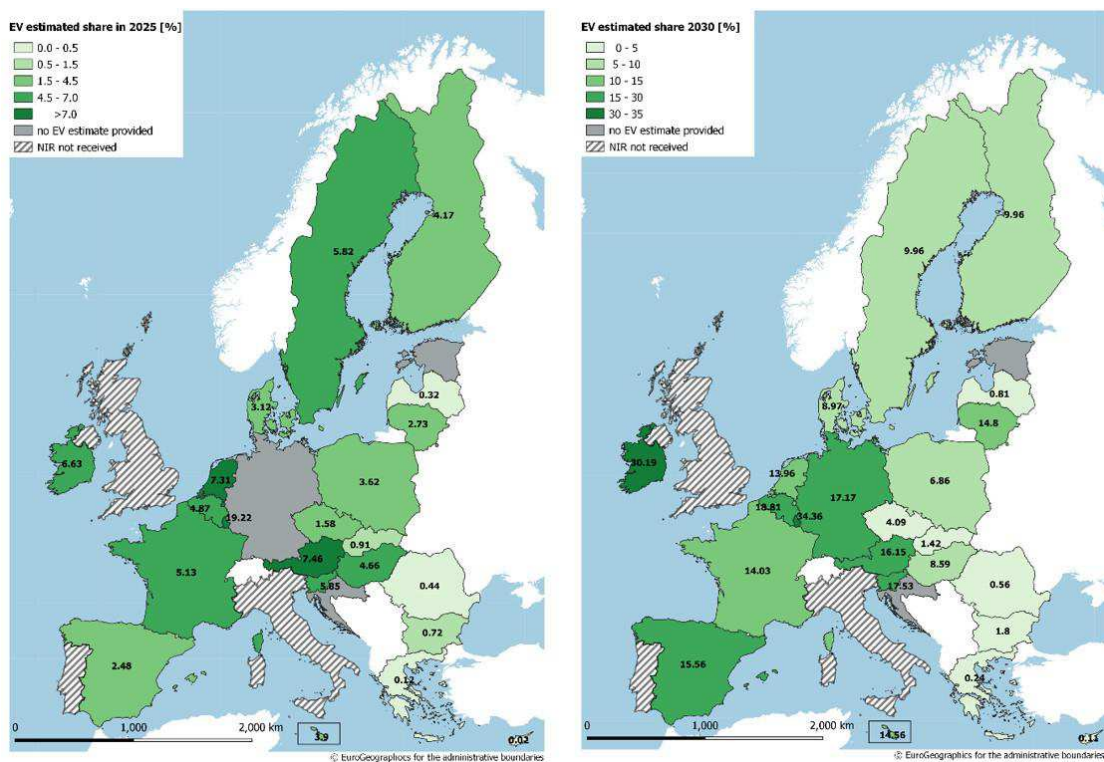 EV estimated share in 2025 [%]
0.0 - 0.5
0.5 - 1.5
1.5 - 4.5
4.5 - 7.0
>7.0
no EV estimate provided
NIR not received
4.17
5.82
0.32
3.12
2.73
6.63
7.31
3.62
4.87
19.22
1.58
0.91
7.46
4.66
5.13
5.85
0.44
0.72
2.48
0.12
0 1,000 2,000 km
3.9
0.02
© EuroGeographics for the administrative boundaries
EV estimated share 2030 [%]
0 - 5
5 - 10
10 - 15
15 - 30
30 - 35
no EV estimate provided
NIR not received
9.96
9.96
0.81
8.97
14.8
30.19
13.96
17.17
6.86
18.81
34.36
4.09
1.42
16.15
8.59
14.03
17.53
0.56
1.8
15.56
0.24
0 1,000 2,000 km
14.56
0.11
© EuroGeographics for the administrative boundaries